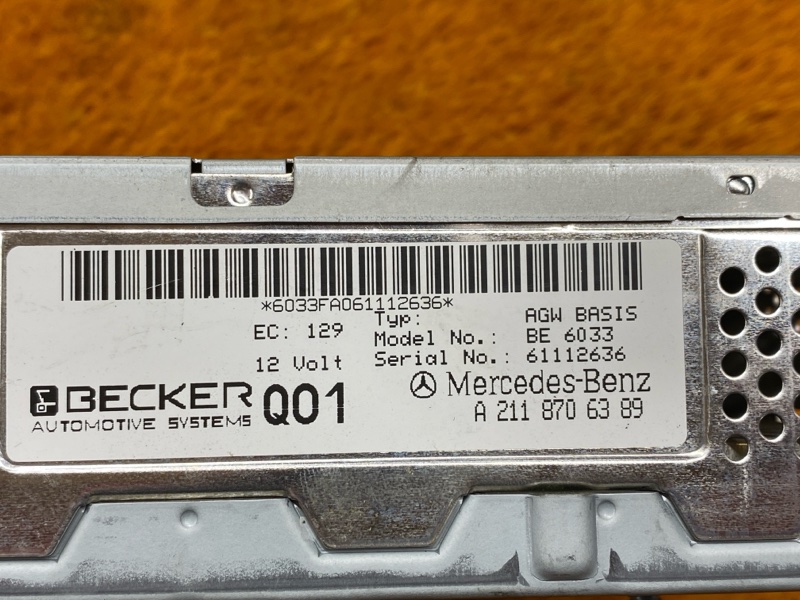 *6033FA061112636*
EC: 129
12 Volt
Typ: AGW BASIS
Model No.: BE 6033
Serial No.: 61112636
BECKER
AUTOMOTIVE SYSTEMS
Q01
Mercedes-Benz
A 211 870 63 89